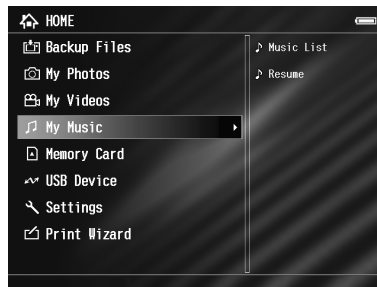 HOME
Backup Files
My Photos
My Videos
My Music
Memory Card
USB Device
Settings
Print Wizard
Music List
Resume